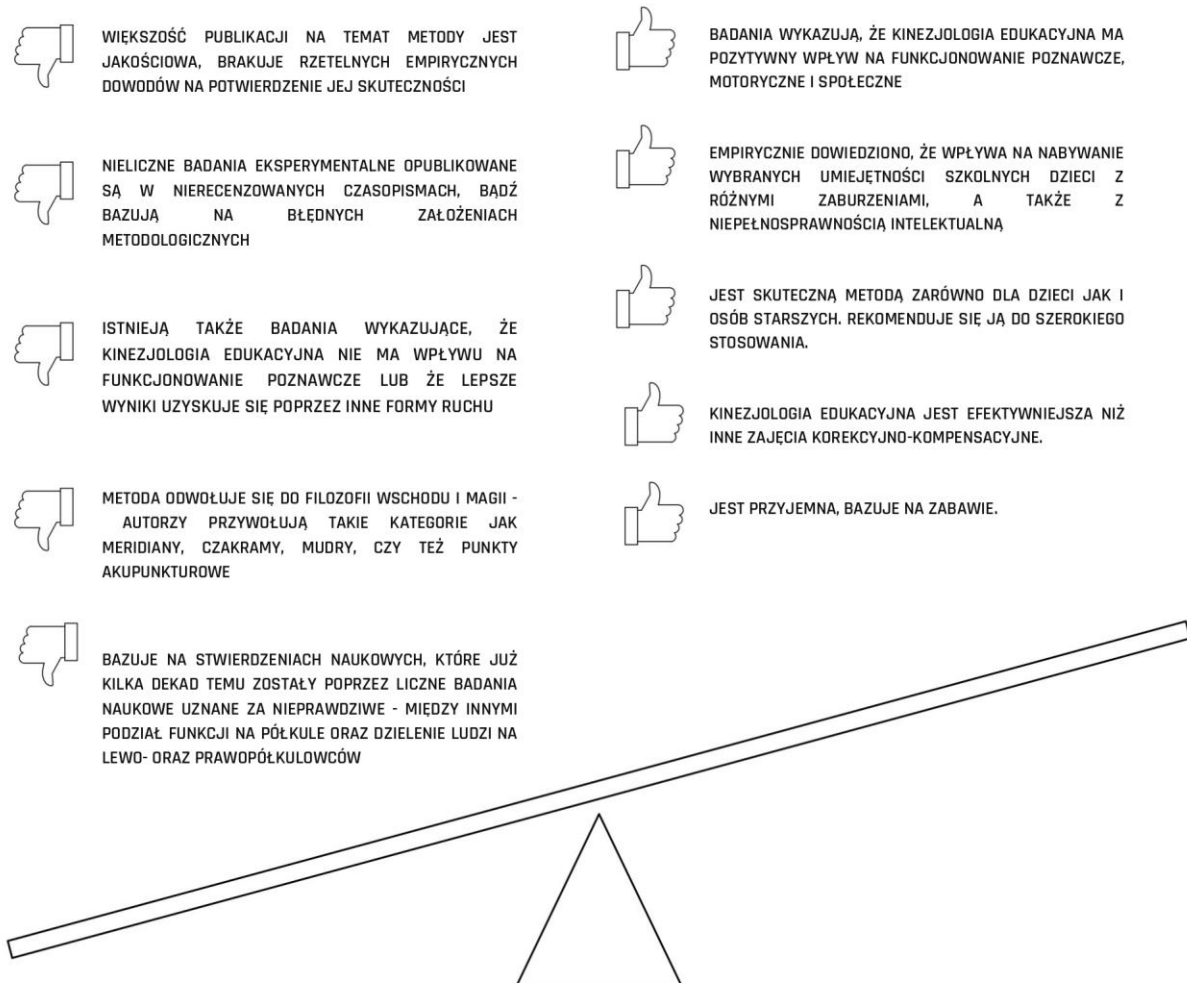 WIĘKSZOŚĆ PUBLIKACJI NA TEMAT METODY JEST
JAKOŚCIOWA, BRAKUJE RZETELNYCH EMPIRYCZNYCH
DOWODÓW NA POTWIERDZENIE JEJ SKUTECZNOŚCI
NIELICZNE BADANIA EKSPERYMENTALNE OPUBLIKOWANE
SĄ W NIERECENZOWANYCH CZASOPISMACH, BĄDŹ
BAZUJĄ NA BŁĘDNYCH ZAŁOŻENIACH
METODOLOGICZNYCH
ISTNIEJĄ TAKŻE BADANIA WYKAZUJĄCE, ŻE
KINEZJOLOGIA EDUKACYJNA NIE MA WPŁYWU NA
FUNKCJONOWANIE POZNAWCZE LUB ŻE LEPSZE
WYNIKI UZYSKUJE SIĘ POPRZEZ INNE FORMY RUCHU
METODA ODWOŁUJE SIĘ DO FILOZOFII WSCHODU I MAGII -
AUTORZY PRZYWOŁUJĄ TAKIE KATEGORIE JAK
MERIDIANY, CZAKRAMY, MUDRY, CZY TEŻ PUNKTY
AKUPUNKTUROWE
BAZUJE NA STWIERDZENIACH NAUKOWYCH, KTÓRE JUŻ
KILKA DEKAD TEMU ZOSTAŁY POPRZEZ LICZNE BADANIA
NAUKOWE UZNANE ZA NIEPRAWDZIWE - MIĘDZY INNYMI
PODZIAŁ FUNKCJI NA PÓŁKULE ORAZ DZIELENIE LUDZI NA
LEWO- ORAZ PRAWOPÓŁKULOWCÓW
BADANIA WYKAZUJĄ, ŻE KINEZJOLOGIA EDUKACYJNA MA
POZYTYWNY WPŁYW NA FUNKCJONOWANIE POZNAWCZE,
MOTORYCZNE I SPOŁECZNE
EMPIRYCZNIE DOWIEDZIONO, ŻE WPŁYWA NA NABYWANIE
WYBRANYCH UMIEJĘTNOŚCI SZKOLNYCH DZIECI Z
RÓŻNYMI ZABURZENIAMI, A TAKŻE Z
NIEPEŁNOSPRAWNOŚCIĄ INTELEKTUALNĄ
JEST SKUTECZNĄ METODĄ ZARÓWNO DLA DZIECI JAK I
OSÓB STARSZYCH. REKOMENDUJE SIĘ JĄ DO SZEROKIEGO
STOSOWANIA.
KINEZJOLOGIA EDUKACYJNA JEST EFEKTYWNIEJSZA NIŻ
INNE ZAJĘCIA KOREKCYJNO-KOMPENSACYJNE.
JEST PRZYJEMNA, BAZUJE NA ZABAWIE.